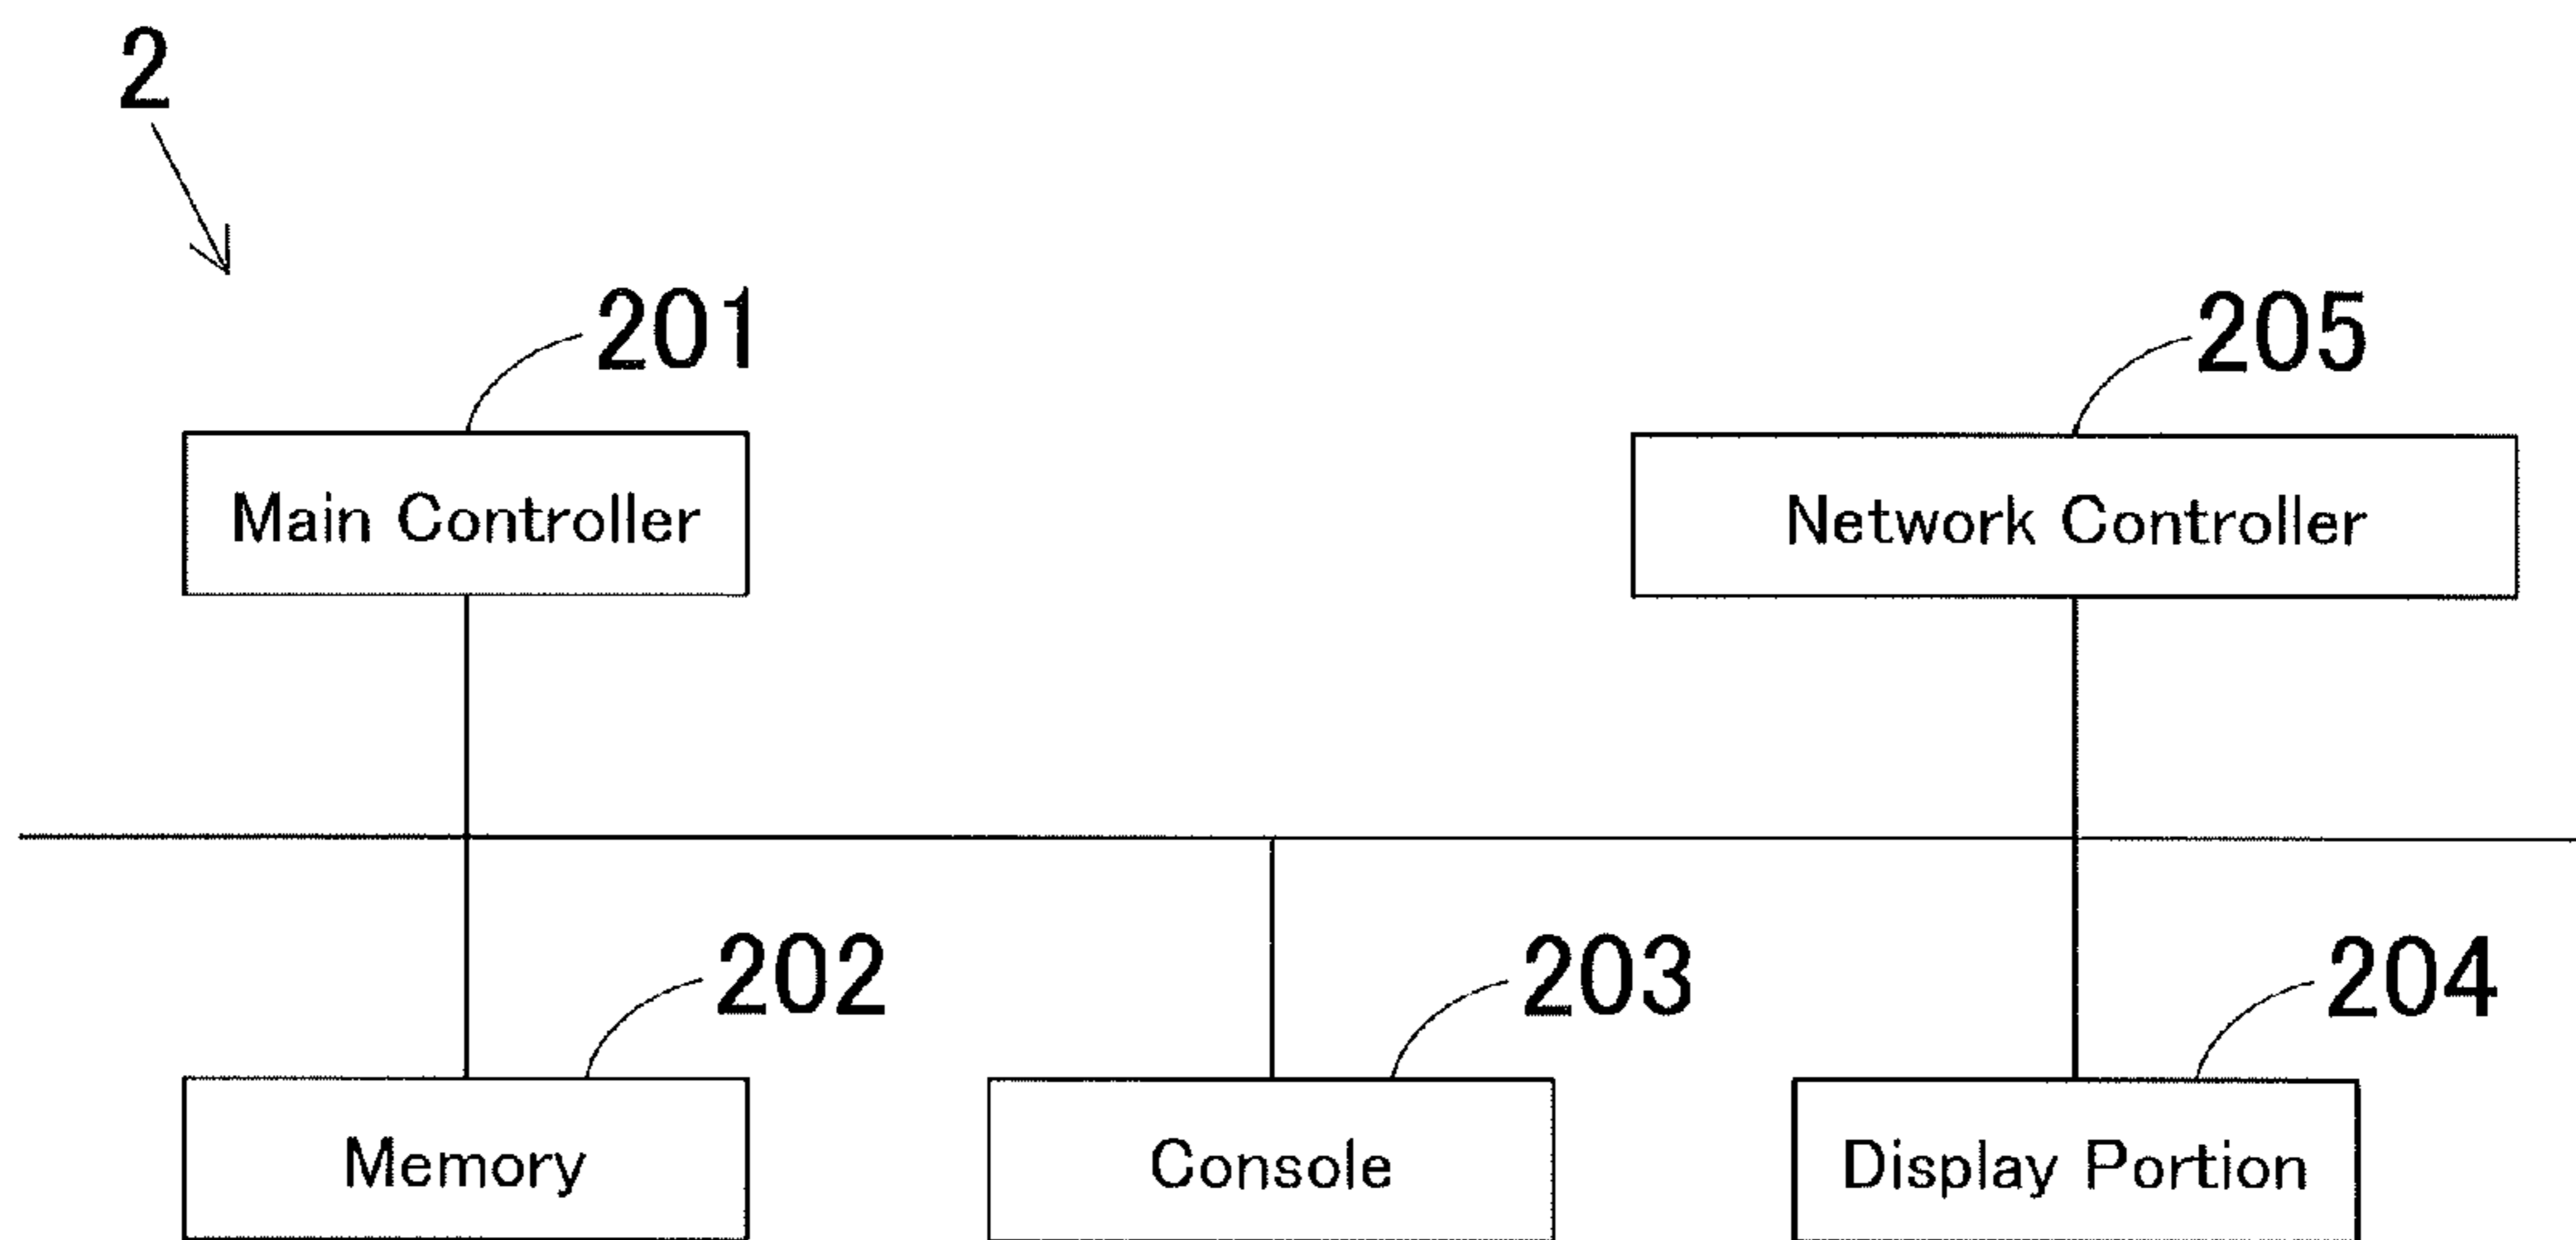 2
201
205
Main Controller
Network Controller
202
203
204
Memory
Console
Display Portion